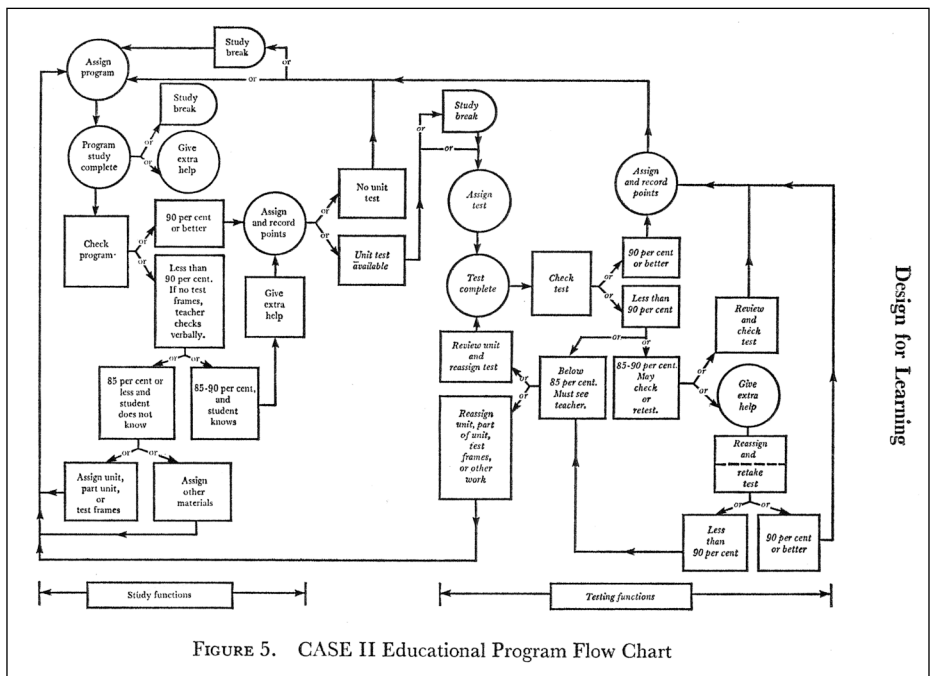 Study
break
or
Assign
program
or
Study
break
or
Program
study
complete
or
Give
extra
help
Check
program
or
90 per cent
or better
or
Less than
90 per cent.
If no test
frames,
teacher
checks
verbally.
or
or
85 per cent or
less and
student
does not
know
85-90 per cent,
and
student
knows
or
or
Assign unit,
part unit,
or
test frames
Assign
other
materials
Give
extra
help
Assign
and record
points
or
No unit
test
or
Unit test
available
or
or
Study
break
Assign
test
Test
complete
Check
test
or
90 per cent
or better
or
Less than
90 per cent
Assign
and record
points
or
or
Below
85 per cent.
Must see
teacher.
85-90 per cent.
May
check
or
retest.
or
Review unit
and
reassign test
or
Reassign
unit, part
of unit,
test
frames,
or other
work
or
Review
and
check
test
or
Give
extra
help
Reassign
and
retake
test
or
or
Less
than
90 per cent
90 per cent
or better
Study functions
Testing functions
Design for Learning
FIGURE 5. CASE II Educational Program Flow Chart